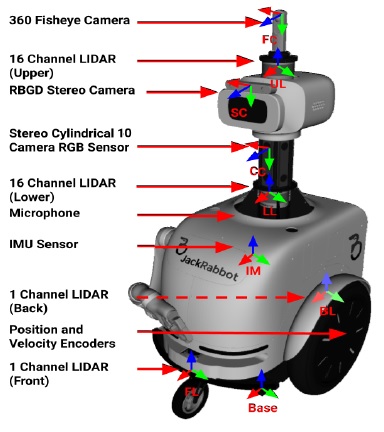 360 Fisheye Camera
FC
16 Channel LIDAR
(Upper)
UL
RBGD Stereo Camera
SC
Stereo Cylindrical 10
Camera RGB Sensor
CC
16 Channel LIDAR
(Lower)
LL
Microphone
IMU Sensor
JackRabbot
IM
1 Channel LIDAR
(Back)
BL
Position and
Velocity Encoders
1 Channel LIDAR
(Front)
FL
Base